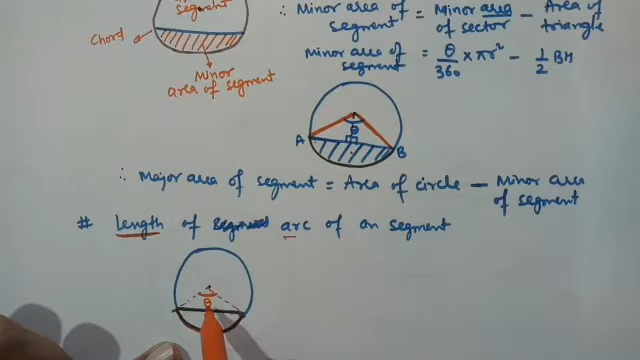 segment
Chord
Minor
area of segment
∴ Minor area of segment = Minor area of sector − Area of triangle
Minor area of segment = θ/360 × πr² − 1/2 BH
θ
A
B
∴ Major area of segment = Area of circle − Minor area of segment
# Length of arc of an segment
θ